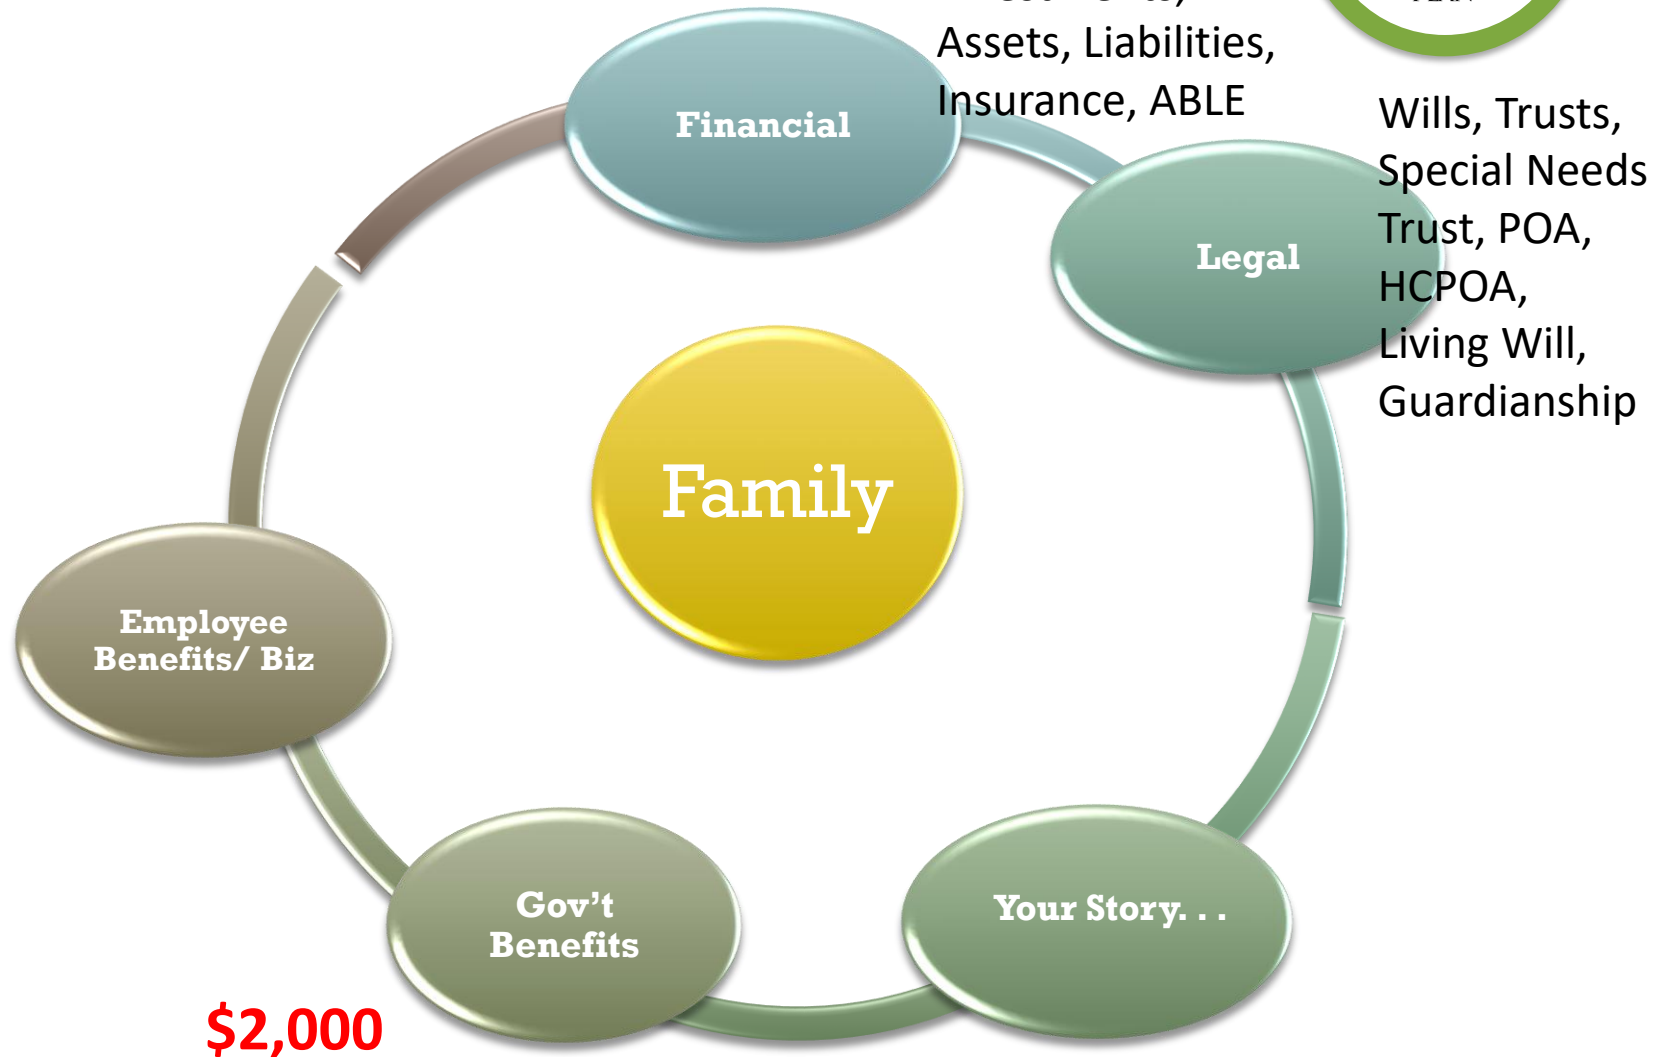 Assets, Liabilities,
Insurance, ABLE
Financial
Wills, Trusts,
Special Needs
Trust, POA,
HCPOA,
Living Will,
Guardianship
Legal
Family
Employee
Benefits/ Biz
Gov't
Benefits
Your Story. . .
$2,000